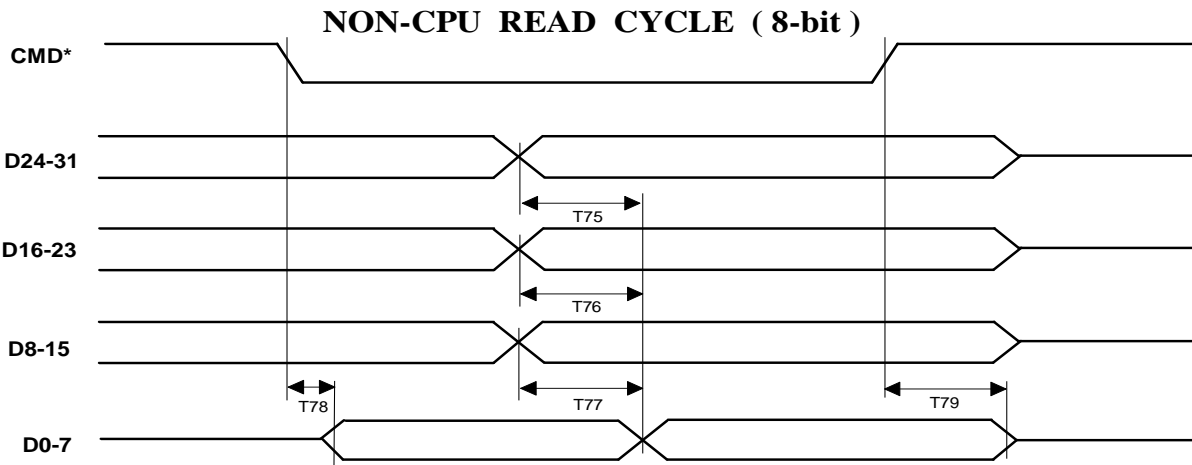 NON-CPU READ CYCLE ( 8-bit )
CMD*
D24-31
T75
D16-23
T76
D8-15
T78
T77
T79
D0-7